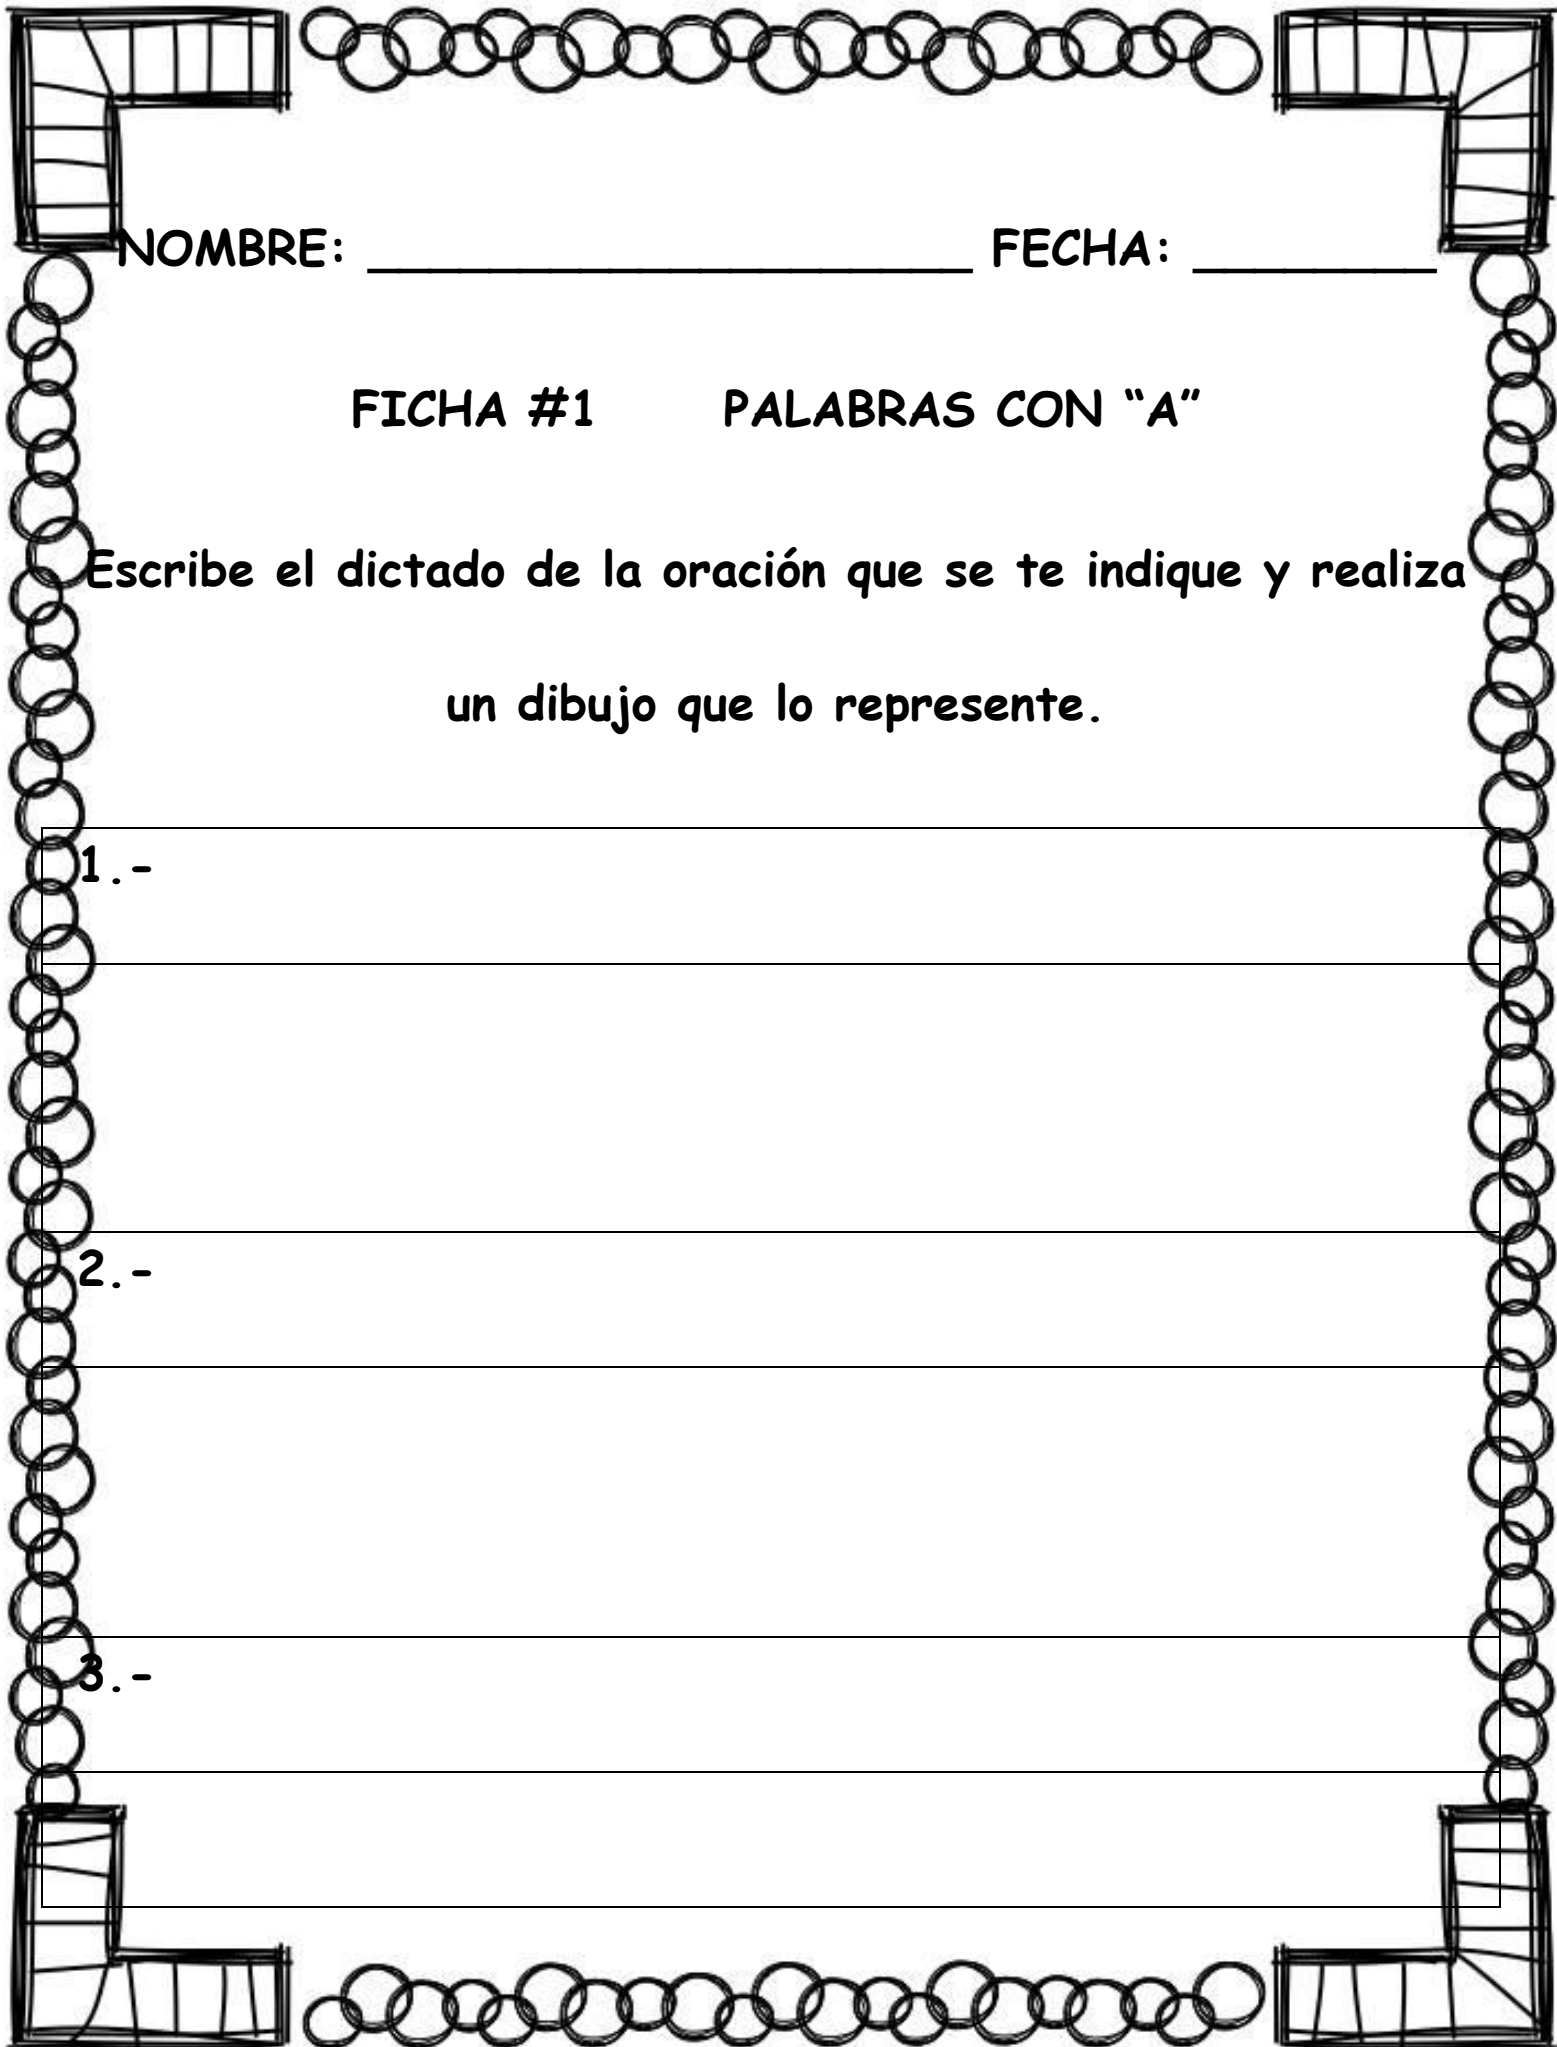 NOMBRE: ____________________ FECHA: ________
FICHA #1 PALABRAS CON “A”
Escribe el dictado de la oración que se te indique y realiza
un dibujo que lo represente.
1.-
2.-
3.-